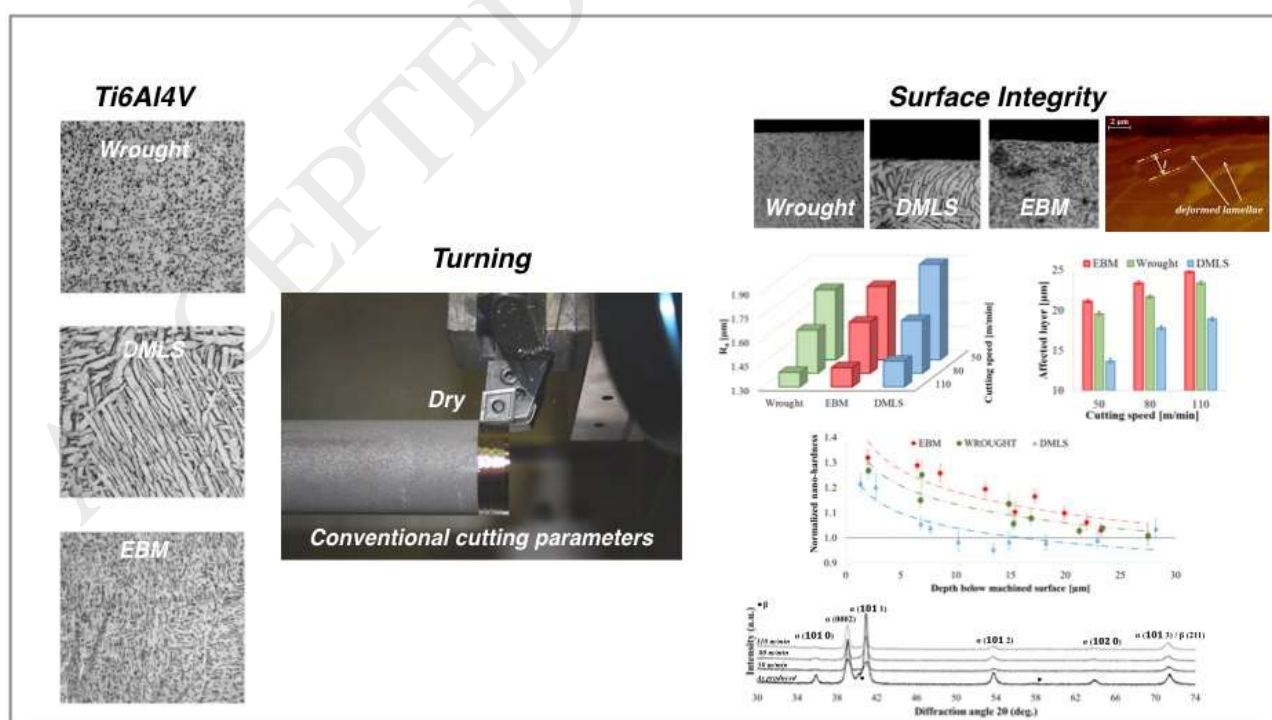 ACCEPTED
Ti6Al4V
Wrought
DMLS
EBM
Turning
Dry
Conventional cutting parameters
Surface Integrity
Wrought
DMLS
EBM
2 µm
deformed lamellae
1.90
1.75
1.60
1.45
1.30
Ra [µm]
Wrought
EBM
DMLS
50
80
110
Cutting speed [m/min]
EBM Wrought DMLS
25
20
15
10
Affected layer [µm]
50 80 110
Cutting speed [m/min]
EBM WROUGHT DMLS
1.4
1.3
1.2
1.1
1.0
0.9
Normalized nano-hardness
0 5 10 15 20 25 30
Depth below machined surface [µm]
β
α (101 0)
α (0002)
α (101 1)
α (101 2)
α (102 0)
α (101 3) / β (211)
110 m/min
80 m/min
50 m/min
As produced
Intensity (a.u.)
30 34 38 42 46 50 54 58 62 66 70 74
Diffraction angle 2θ (deg.)